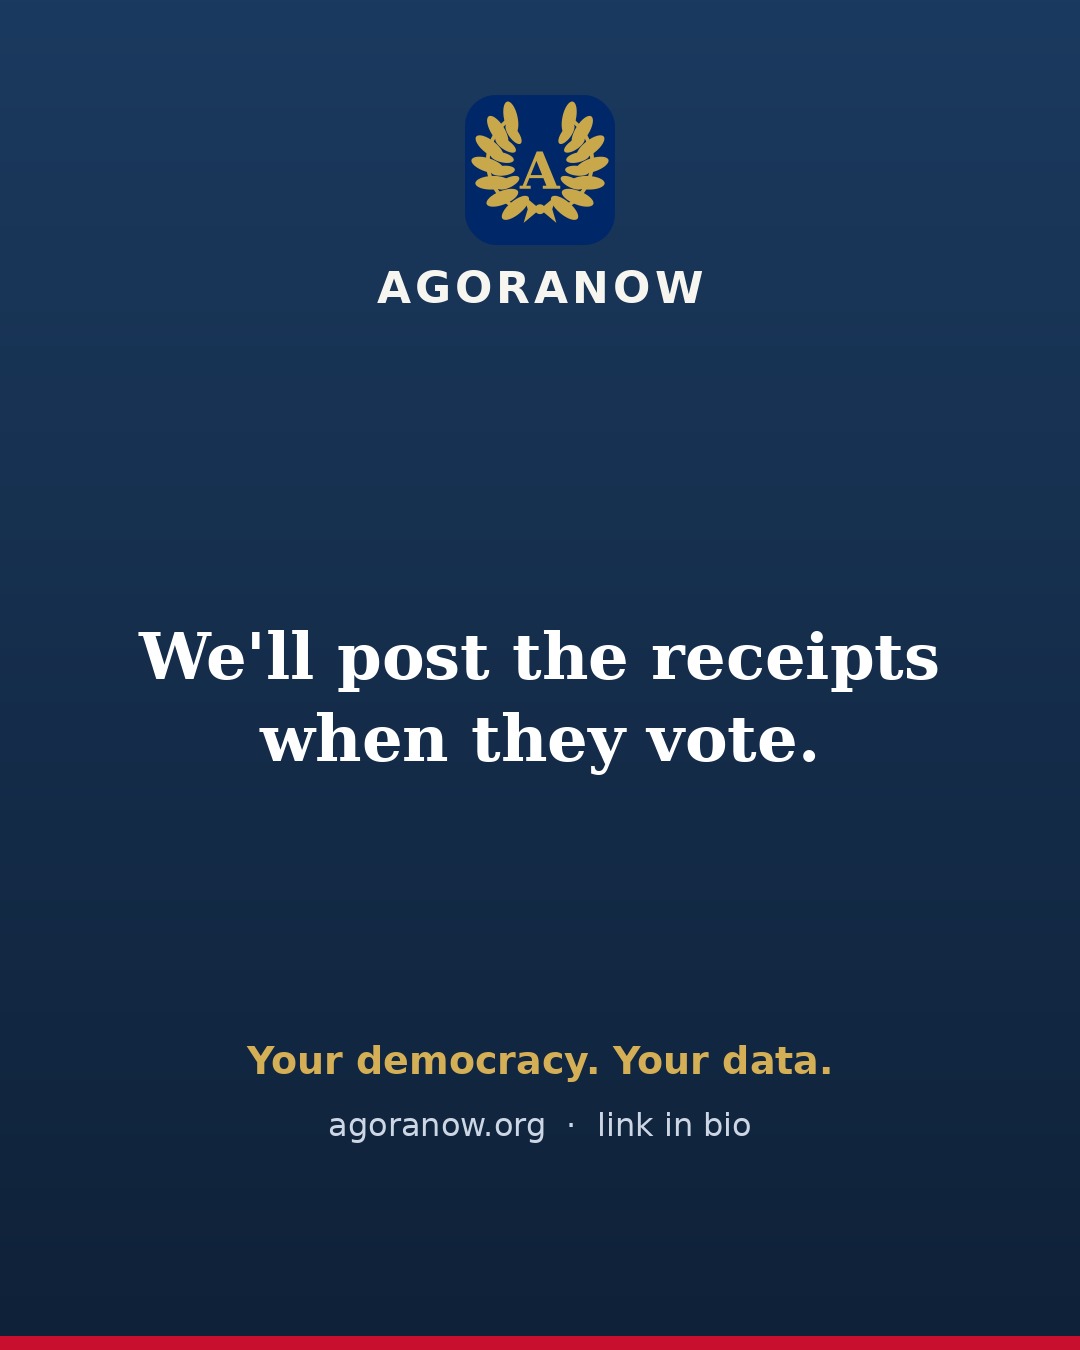 A
AGORANOW
We'll post the receipts
when they vote.
Your democracy. Your data.
agoranow.org · link in bio